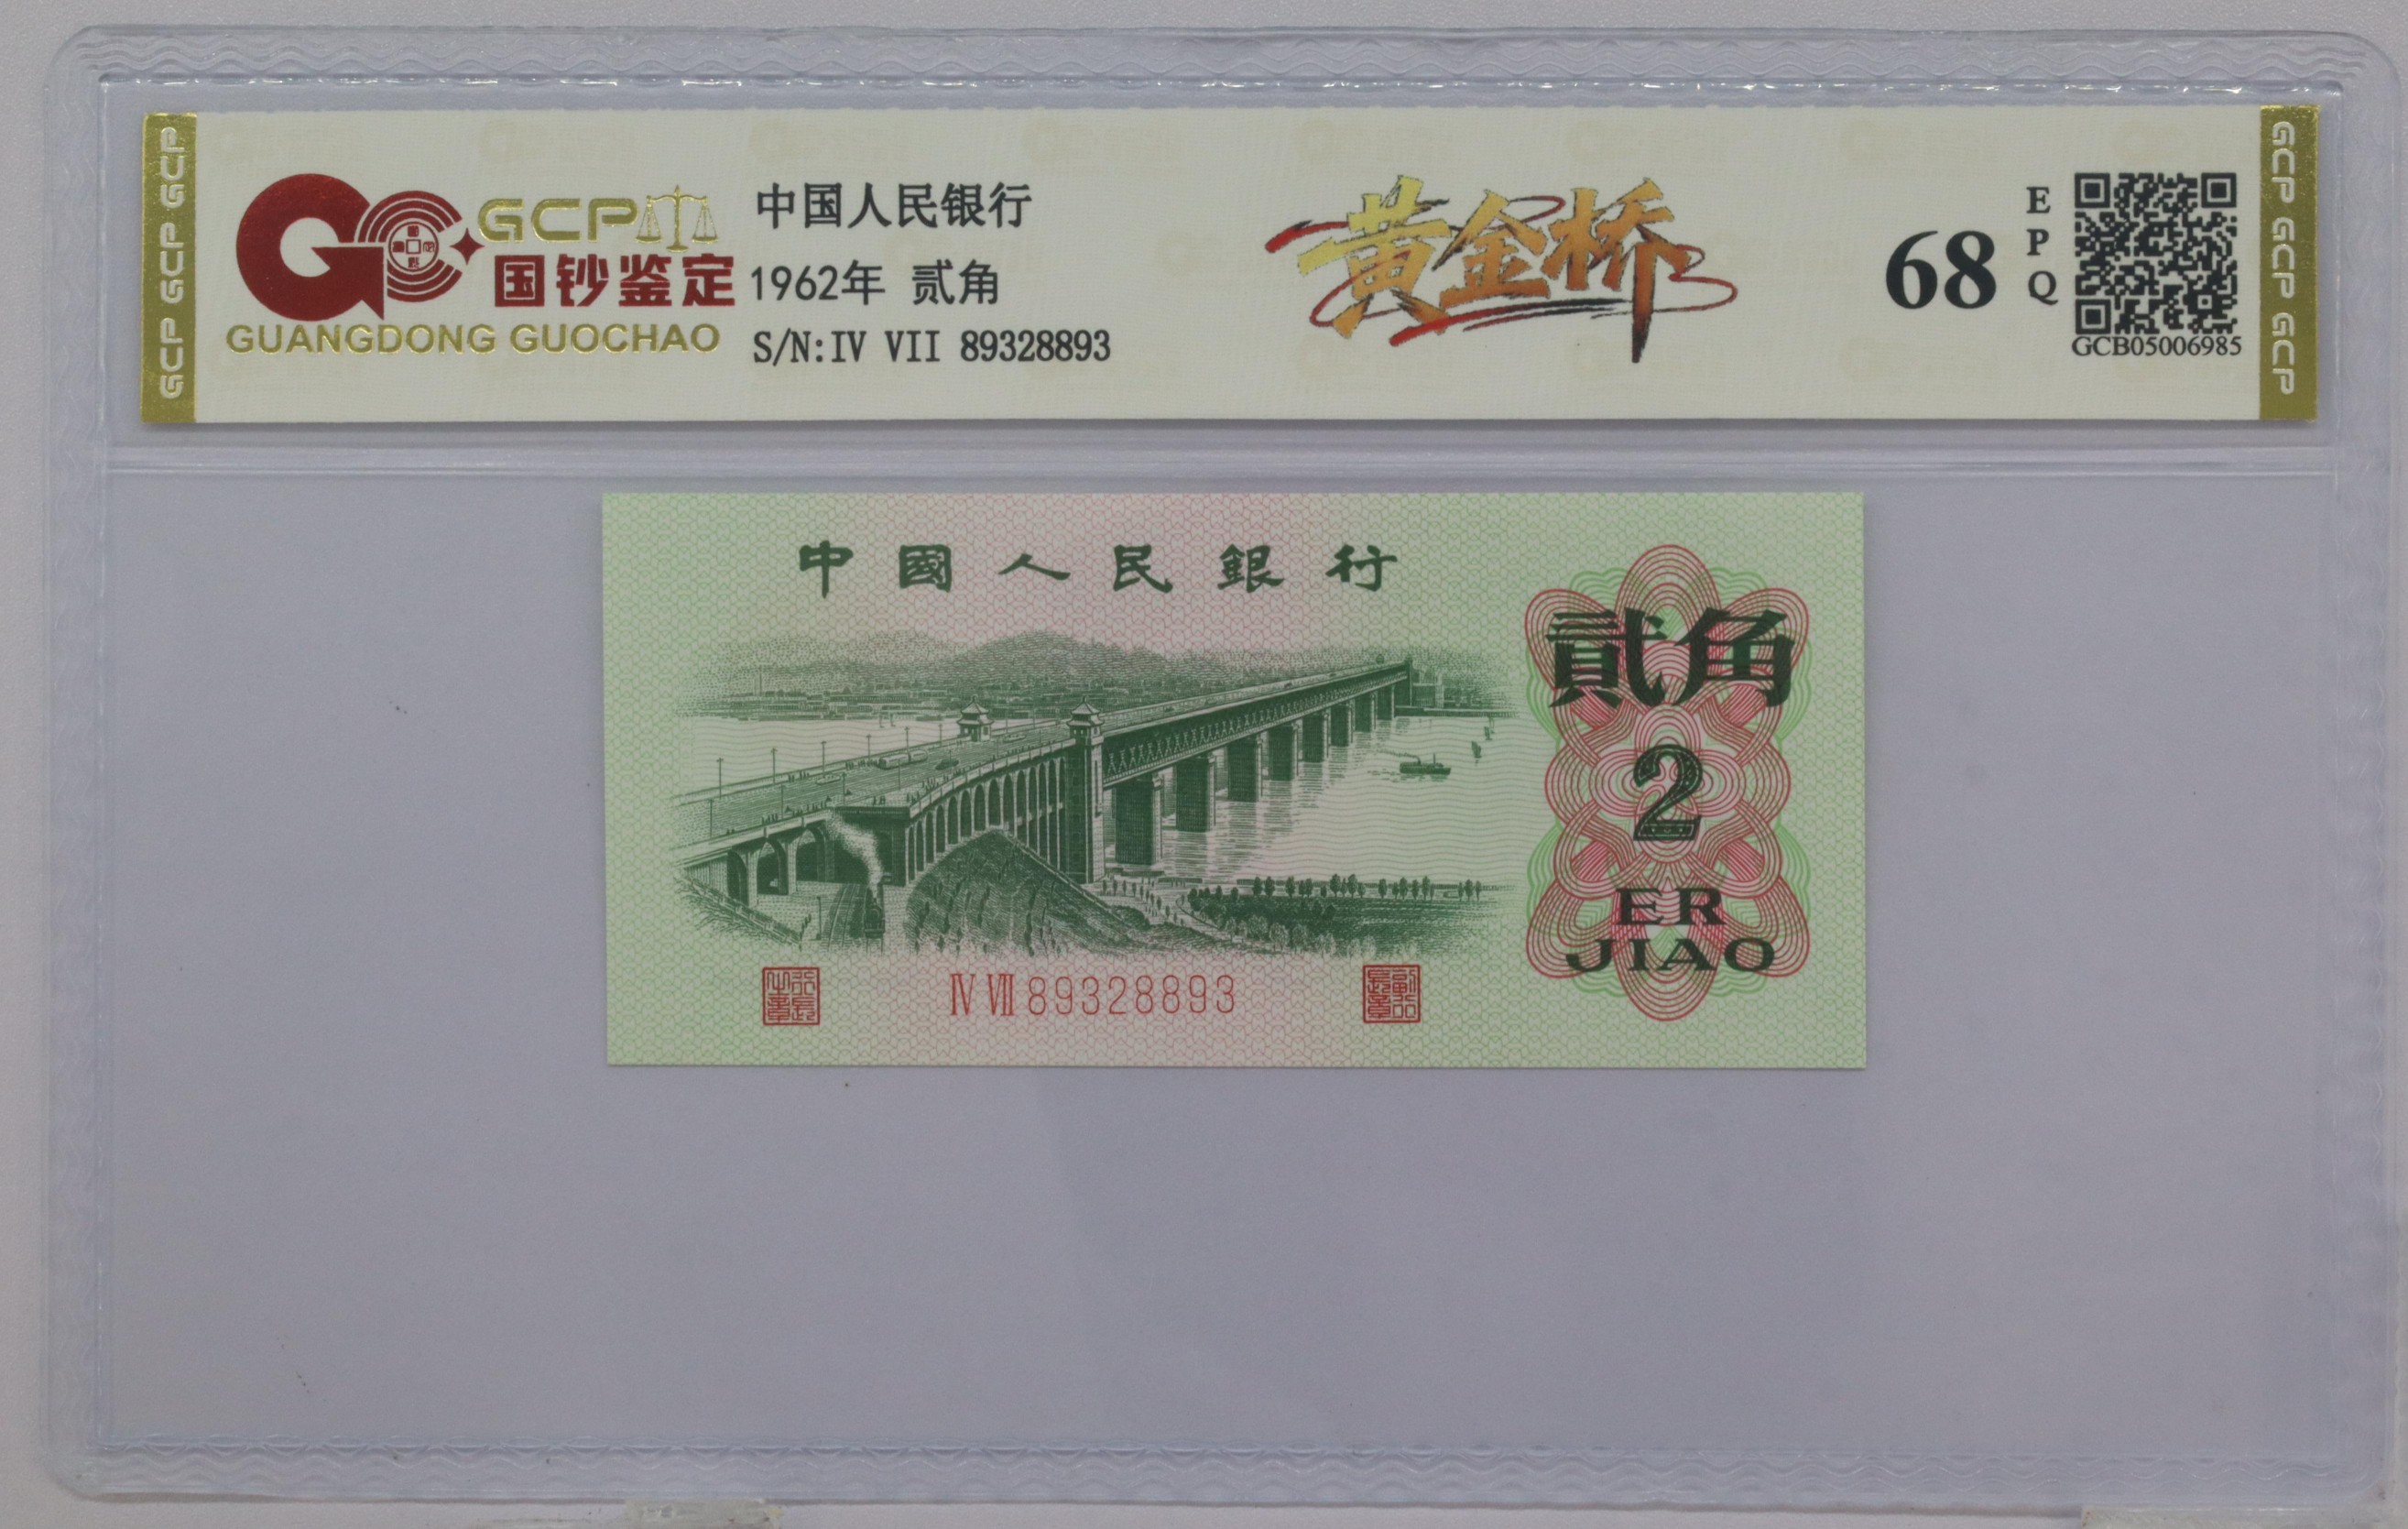 GCP GCP GCP
GCP
国钞鉴定
GUANGDONG GUOCHAO
中国人民银行
1962年 贰角
S/N:IV VII 89328893
黄金桥
68
EPQ
GCB05006985
GCP GCP GCP
中國人民銀行
貳角
2
ER
JIAO
Ⅳ Ⅶ 89328893